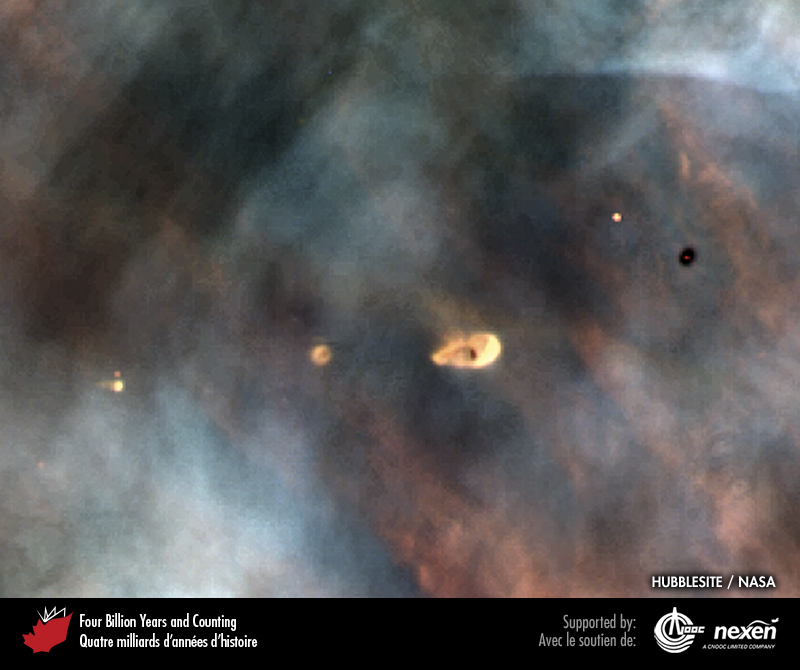 HUBBLESITE / NASA
Four Billion Years and Counting
Quatre milliards d'années d'histoire
Supported by:
Avec le soutien de:
CNOOC nexen
A CNOOC LIMITED COMPANY